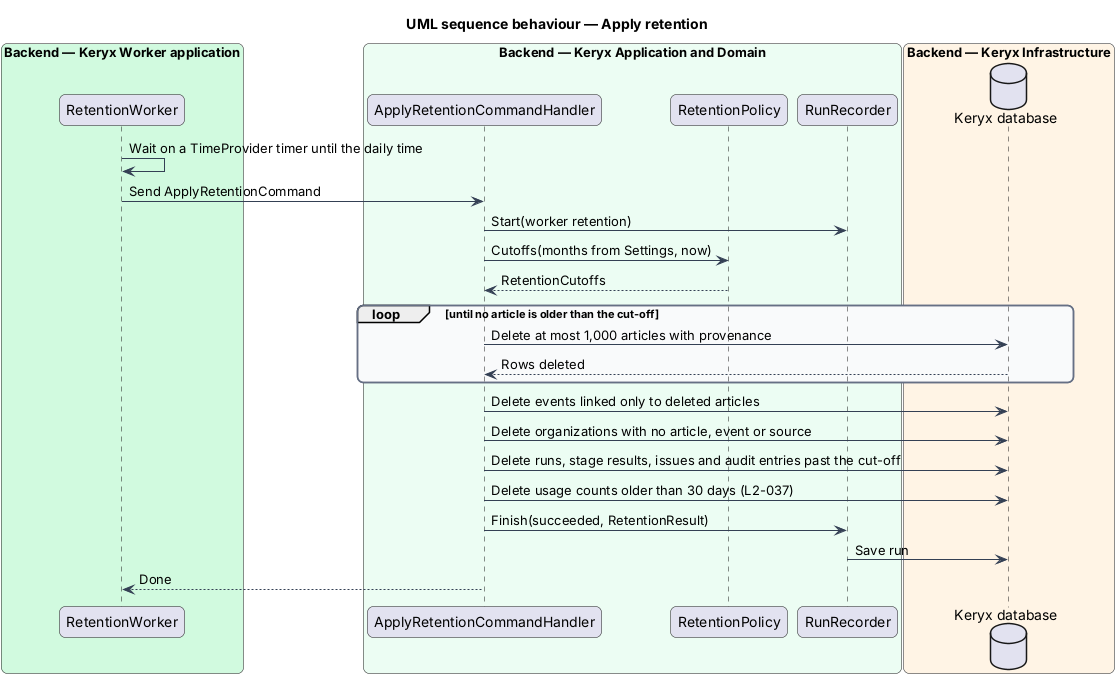 UML sequence behaviour — Apply retention
Backend — Keryx Worker application
Backend — Keryx Application and Domain
Backend — Keryx Infrastructure
RetentionWorker
ApplyRetentionCommandHandler
RetentionPolicy
RunRecorder
Keryx database
Wait on a TimeProvider timer until the daily time
Send ApplyRetentionCommand
Start(worker retention)
Cutoffs(months from Settings, now)
RetentionCutoffs
loop
[until no article is older than the cut-off]
Delete at most 1,000 articles with provenance
Rows deleted
Delete events linked only to deleted articles
Delete organizations with no article, event or source
Delete runs, stage results, issues and audit entries past the cut-off
Delete usage counts older than 30 days (L2-037)
Finish(succeeded, RetentionResult)
Save run
Done
RetentionWorker
ApplyRetentionCommandHandler
RetentionPolicy
RunRecorder
Keryx database